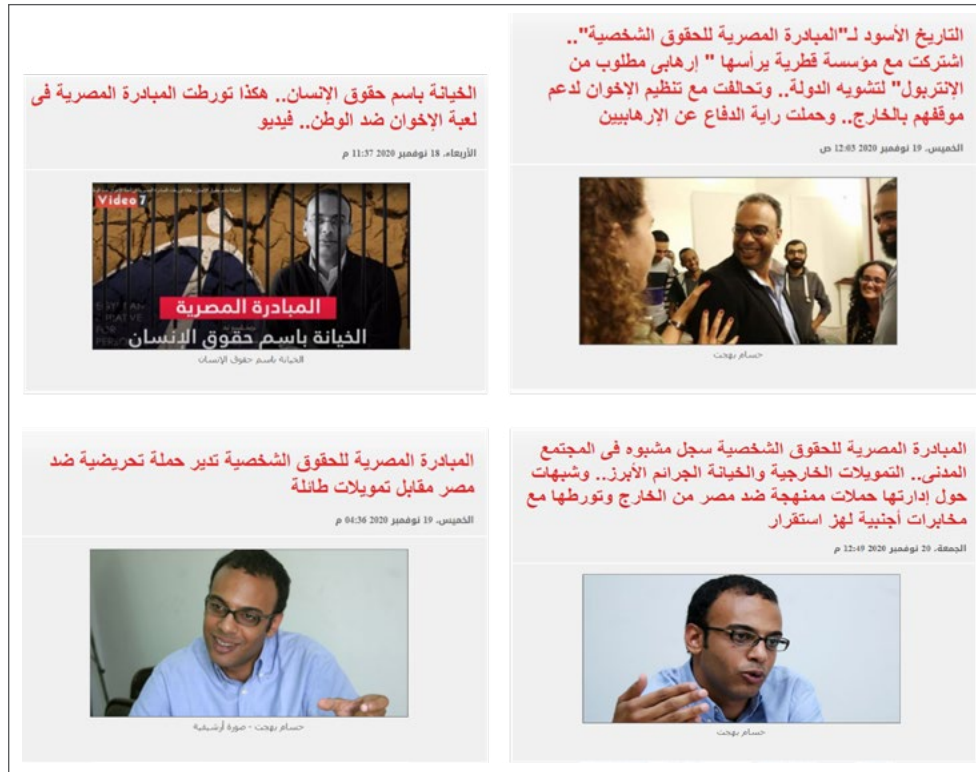 التاريخ الأسود لـ"المبادرة المصرية للحقوق الشخصية"..
اشتركت مع مؤسسة قطرية يرأسها " إرهابى مطلوب من
الإنتربول" لتشويه الدولة.. وتحالفت مع تنظيم الإخوان لدعم
موقفهم بالخارج.. وحملت راية الدفاع عن الإرهابيين
الخميس، 19 نوفمبر 2020 12:03 ص
حسام بهجت
الخيانة باسم حقوق الإنسان.. هكذا تورطت المبادرة المصرية فى
لعبة الإخوان ضد الوطن.. فيديو
الأربعاء، 18 نوفمبر 2020 11:37 م
Video 7
المبادرة المصرية
الخيانة باسم حقوق الإنسان
الخيانة باسم حقوق الإنسان
المبادرة المصرية للحقوق الشخصية سجل مشبوه فى المجتمع
المدنى.. التمويلات الخارجية والخيانة الجرائم الأبرز.. وشبهات
حول إدارتها حملات ممنهجة ضد مصر من الخارج وتورطها مع
مخابرات أجنبية لهز استقرار
الجمعة، 20 نوفمبر 2020 12:49 م
حسام بهجت
المبادرة المصرية للحقوق الشخصية تدير حملة تحريضية ضد
مصر مقابل تمويلات طائلة
الخميس، 19 نوفمبر 2020 04:36 م
حسام بهجت - صورة أرشيفية